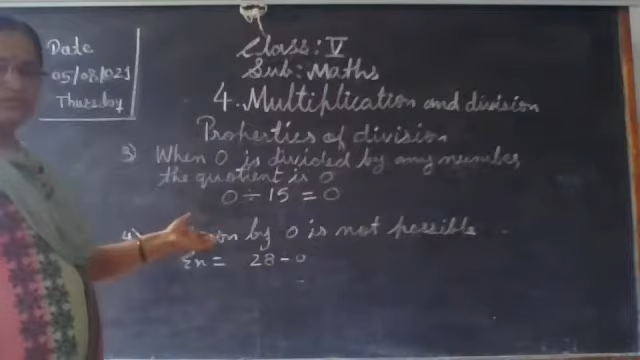 Date
05/08/021
Thursday
Class: V
Sub: Maths
4. Multiplication and division
Properties of division
3) When 0 is divided by any number
the quotient is 0
0 ÷ 15 = 0
4) by 0 is not possible
Ex = 28 - 0